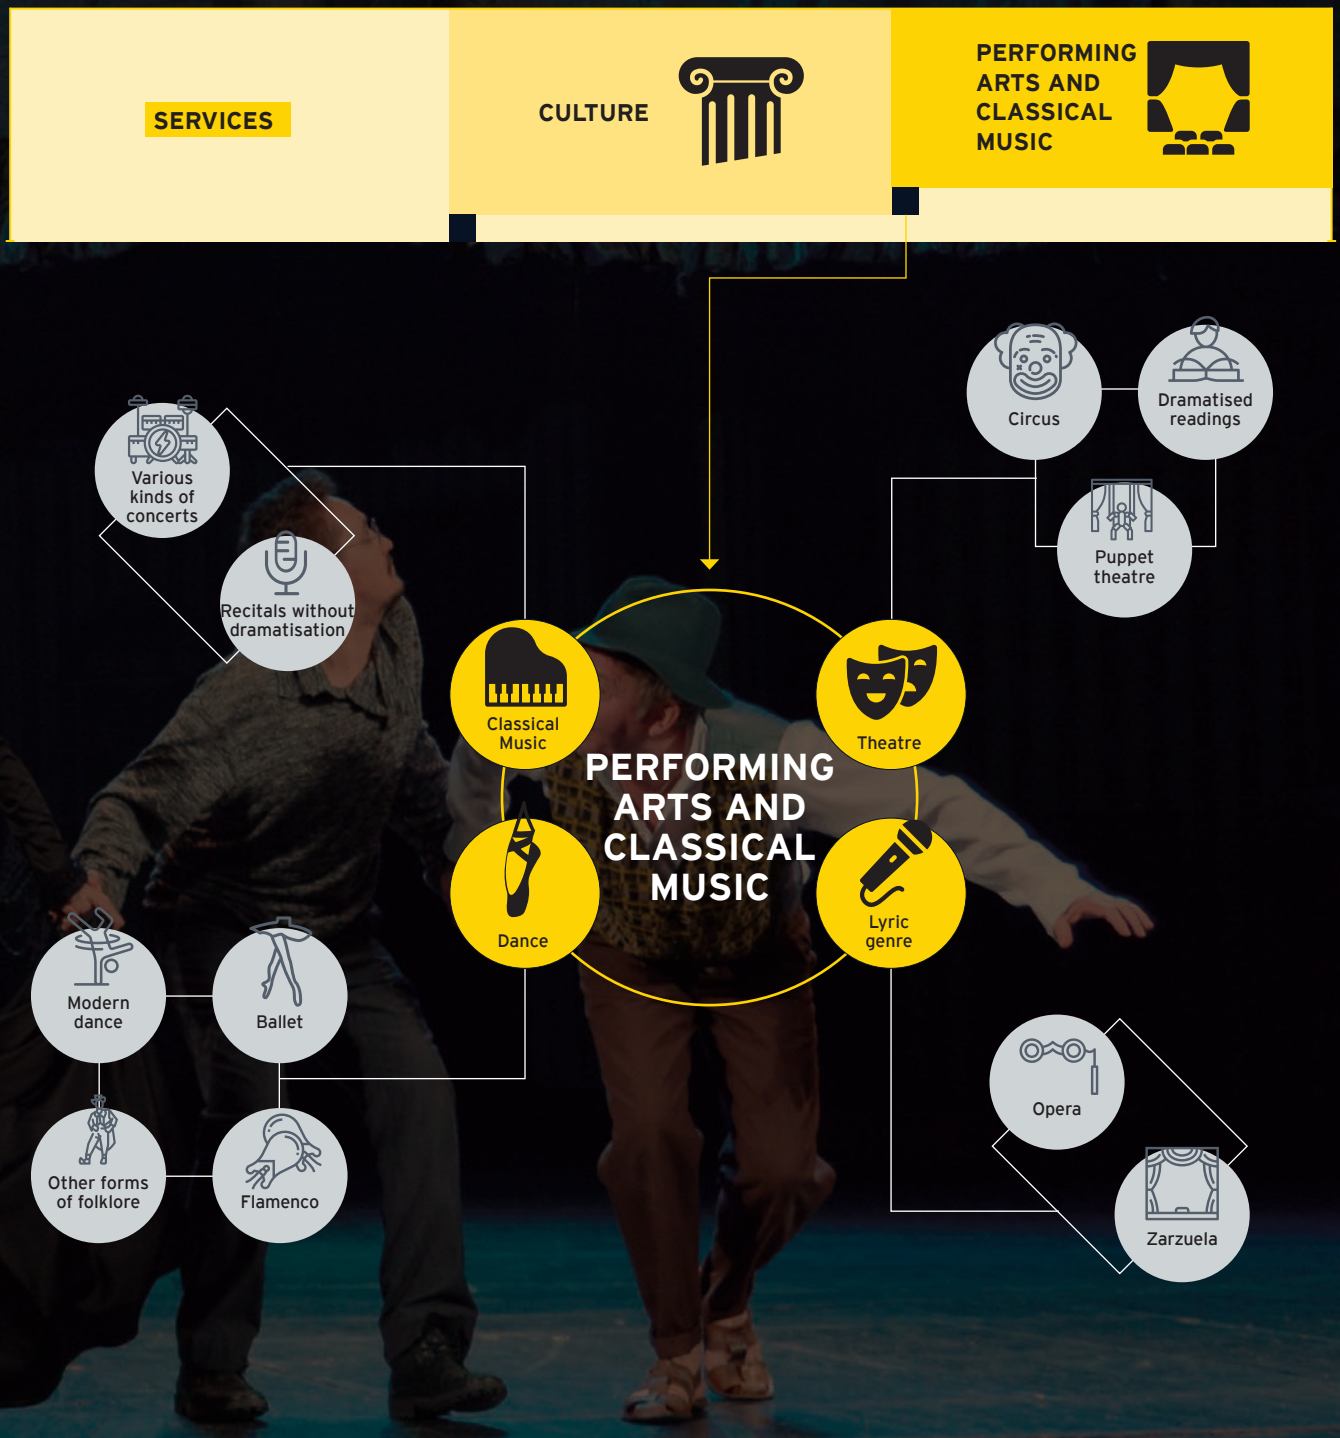 SERVICES
CULTURE
PERFORMING
ARTS AND
CLASSICAL
MUSIC
Circus
Dramatised
readings
Puppet
theatre
Various
kinds of
concerts
Recitals without
dramatisation
Classical
Music
Theatre
PERFORMING
ARTS AND
CLASSICAL
MUSIC
Dance
Lyric
genre
Modern
dance
Ballet
Other forms
of folklore
Flamenco
Opera
Zarzuela